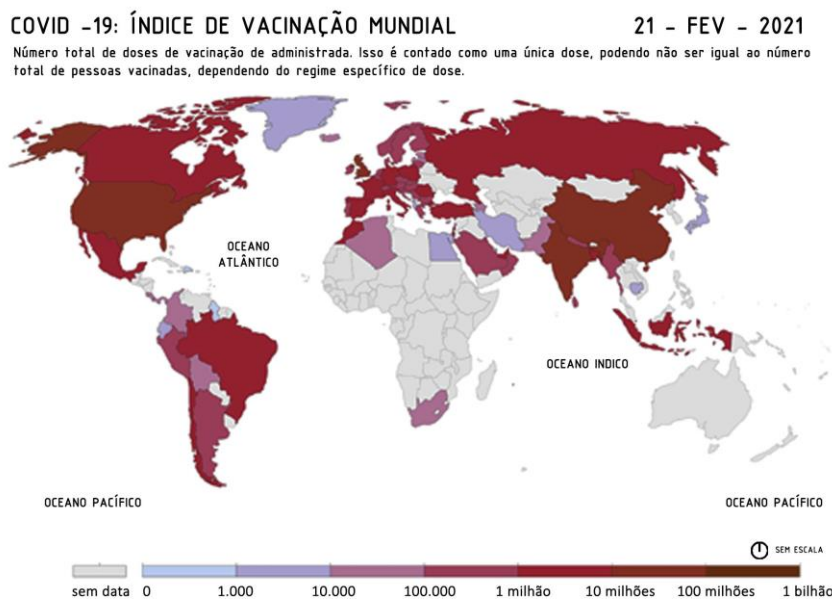 COVID -19: ÍNDICE DE VACINAÇÃO MUNDIAL 21 - FEV - 2021
Número total de doses de vacinação de administrada. Isso é contado como uma única dose, podendo não ser igual ao número
total de pessoas vacinadas, dependendo do regime específico de dose.
OCEANO
ATLÂNTICO
OCEANO INDICO
OCEANO PACÍFICO OCEANO PACÍFICO
SEM ESCALA
sem data 0 1.000 10.000 100.000 1 milhão 10 milhões 100 milhões 1 bilhão